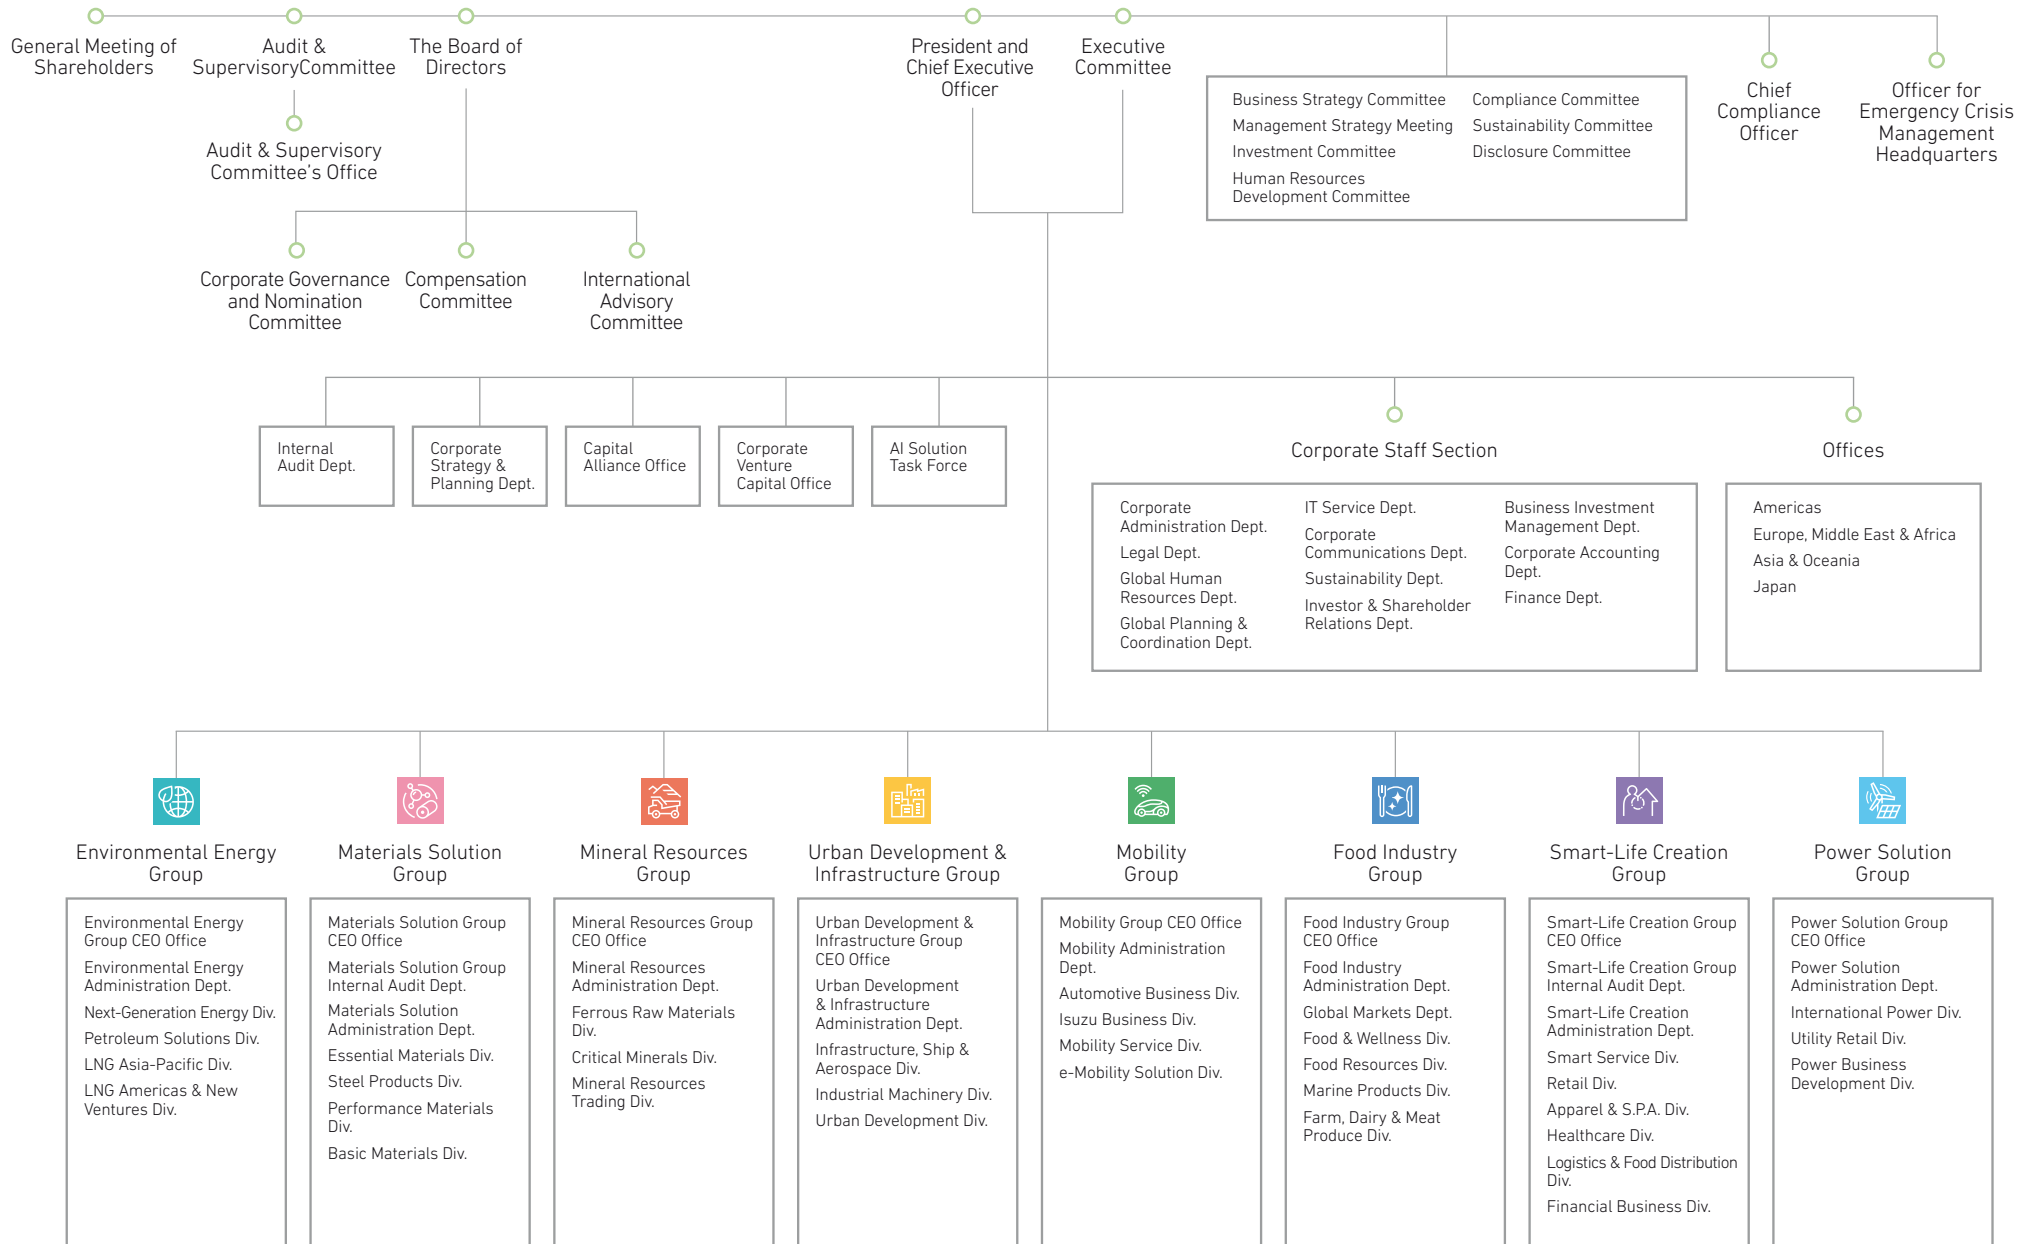 General Meeting of
Shareholders
Audit &
SupervisoryCommittee
The Board of
Directors
President and
Chief Executive
Officer
Executive
Committee
Business Strategy Committee
Management Strategy Meeting
Investment Committee
Human Resources
Development Committee
Compliance Committee
Sustainability Committee
Disclosure Committee
Chief
Compliance
Officer
Officer for
Emergency Crisis
Management
Headquarters
Audit & Supervisory
Committee's Office
Corporate Governance
and Nomination
Committee
Compensation
Committee
International
Advisory
Committee
Internal
Audit Dept.
Corporate
Strategy &
Planning Dept.
Capital
Alliance Office
Corporate
Venture
Capital Office
AI Solution
Task Force
Corporate Staff Section
Corporate
Administration Dept.
Legal Dept.
Global Human
Resources Dept.
Global Planning &
Coordination Dept.
IT Service Dept.
Corporate
Communications Dept.
Sustainability Dept.
Investor & Shareholder
Relations Dept.
Business Investment
Management Dept.
Corporate Accounting
Dept.
Finance Dept.
Offices
Americas
Europe, Middle East & Africa
Asia & Oceania
Japan
Environmental Energy
Group
Environmental Energy
Group CEO Office
Environmental Energy
Administration Dept.
Next-Generation Energy Div.
Petroleum Solutions Div.
LNG Asia-Pacific Div.
LNG Americas & New
Ventures Div.
Materials Solution
Group
Materials Solution Group
CEO Office
Materials Solution Group
Internal Audit Dept.
Materials Solution
Administration Dept.
Essential Materials Div.
Steel Products Div.
Performance Materials
Div.
Basic Materials Div.
Mineral Resources
Group
Mineral Resources Group
CEO Office
Mineral Resources
Administration Dept.
Ferrous Raw Materials
Div.
Critical Minerals Div.
Mineral Resources
Trading Div.
Urban Development &
Infrastructure Group
Urban Development &
Infrastructure Group
CEO Office
Urban Development
& Infrastructure
Administration Dept.
Infrastructure, Ship &
Aerospace Div.
Industrial Machinery Div.
Urban Development Div.
Mobility
Group
Mobility Group CEO Office
Mobility Administration
Dept.
Automotive Business Div.
Isuzu Business Div.
Mobility Service Div.
e-Mobility Solution Div.
Food Industry
Group
Food Industry Group
CEO Office
Food Industry
Administration Dept.
Global Markets Dept.
Food & Wellness Div.
Food Resources Div.
Marine Products Div.
Farm, Dairy & Meat
Produce Div.
Smart-Life Creation
Group
Smart-Life Creation Group
CEO Office
Smart-Life Creation Group
Internal Audit Dept.
Smart-Life Creation
Administration Dept.
Smart Service Div.
Retail Div.
Apparel & S.P.A. Div.
Healthcare Div.
Logistics & Food Distribution
Div.
Financial Business Div.
Power Solution
Group
Power Solution Group
CEO Office
Power Solution
Administration Dept.
International Power Div.
Utility Retail Div.
Power Business
Development Div.